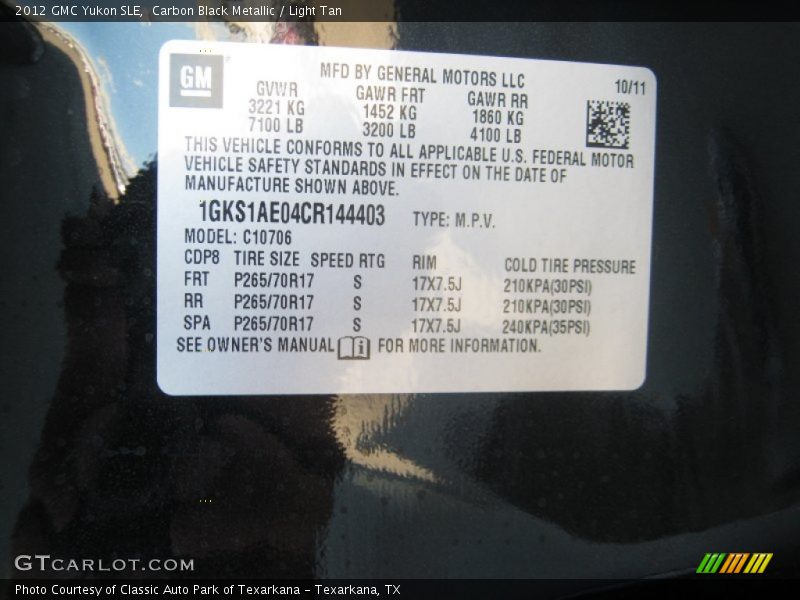 2012 GMC Yukon SLE, Carbon Black Metallic / Light Tan
GM
MFD BY GENERAL MOTORS LLC
10/11
GVWR GAWR FRT GAWR RR
3221 KG 1452 KG 1860 KG
7100 LB 3200 LB 4100 LB
THIS VEHICLE CONFORMS TO ALL APPLICABLE U.S. FEDERAL MOTOR
VEHICLE SAFETY STANDARDS IN EFFECT ON THE DATE OF
MANUFACTURE SHOWN ABOVE.
1GKS1AE04CR144403 TYPE: M.P.V.
MODEL: C10706
CDP8 TIRE SIZE SPEED RTG RIM COLD TIRE PRESSURE
FRT P265/70R17 S 17X7.5J 210KPA(30PSI)
RR P265/70R17 S 17X7.5J 210KPA(30PSI)
SPA P265/70R17 S 17X7.5J 240KPA(35PSI)
SEE OWNER'S MANUAL FOR MORE INFORMATION.
GTCARLOT.COM
Photo Courtesy of Classic Auto Park of Texarkana - Texarkana, TX